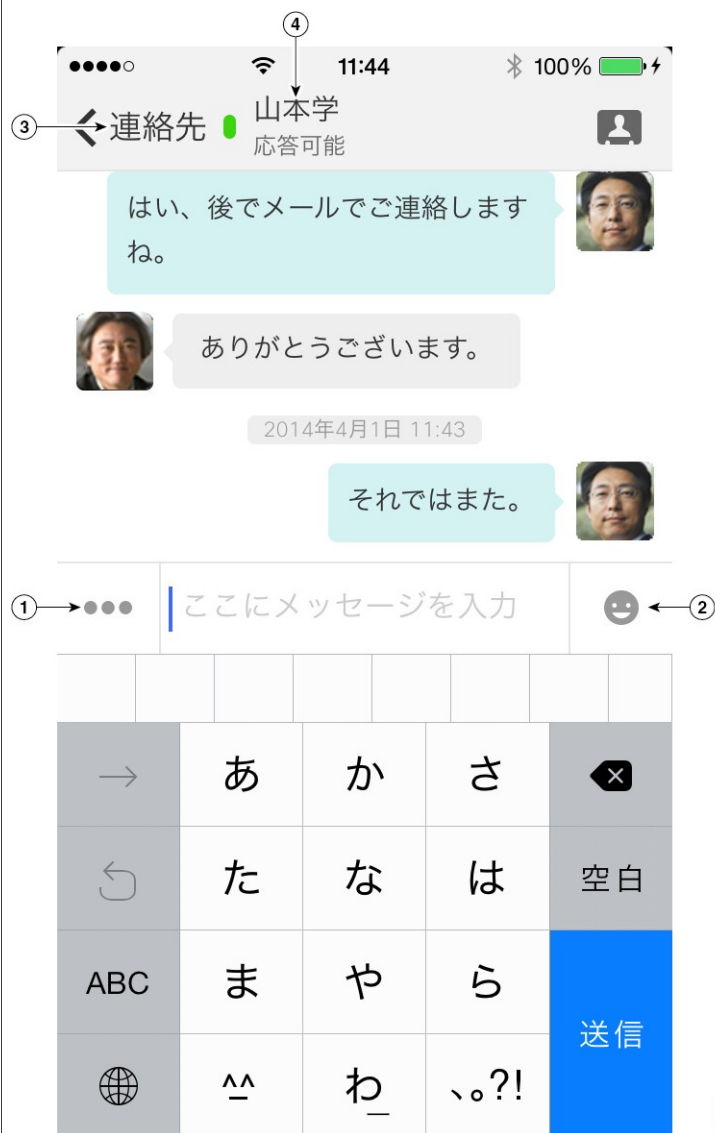 4
11:44
100%
3
連絡先
山本学
応答可能
はい、後でメールでご連絡します
ね。
ありがとうございます。
2014年4月1日 11:43
それではまた。
1
ここにメッセージを入力
2
→ あ か さ
た な は 空白
ABC ま や ら
送信
^_^ わ_ 、。?!